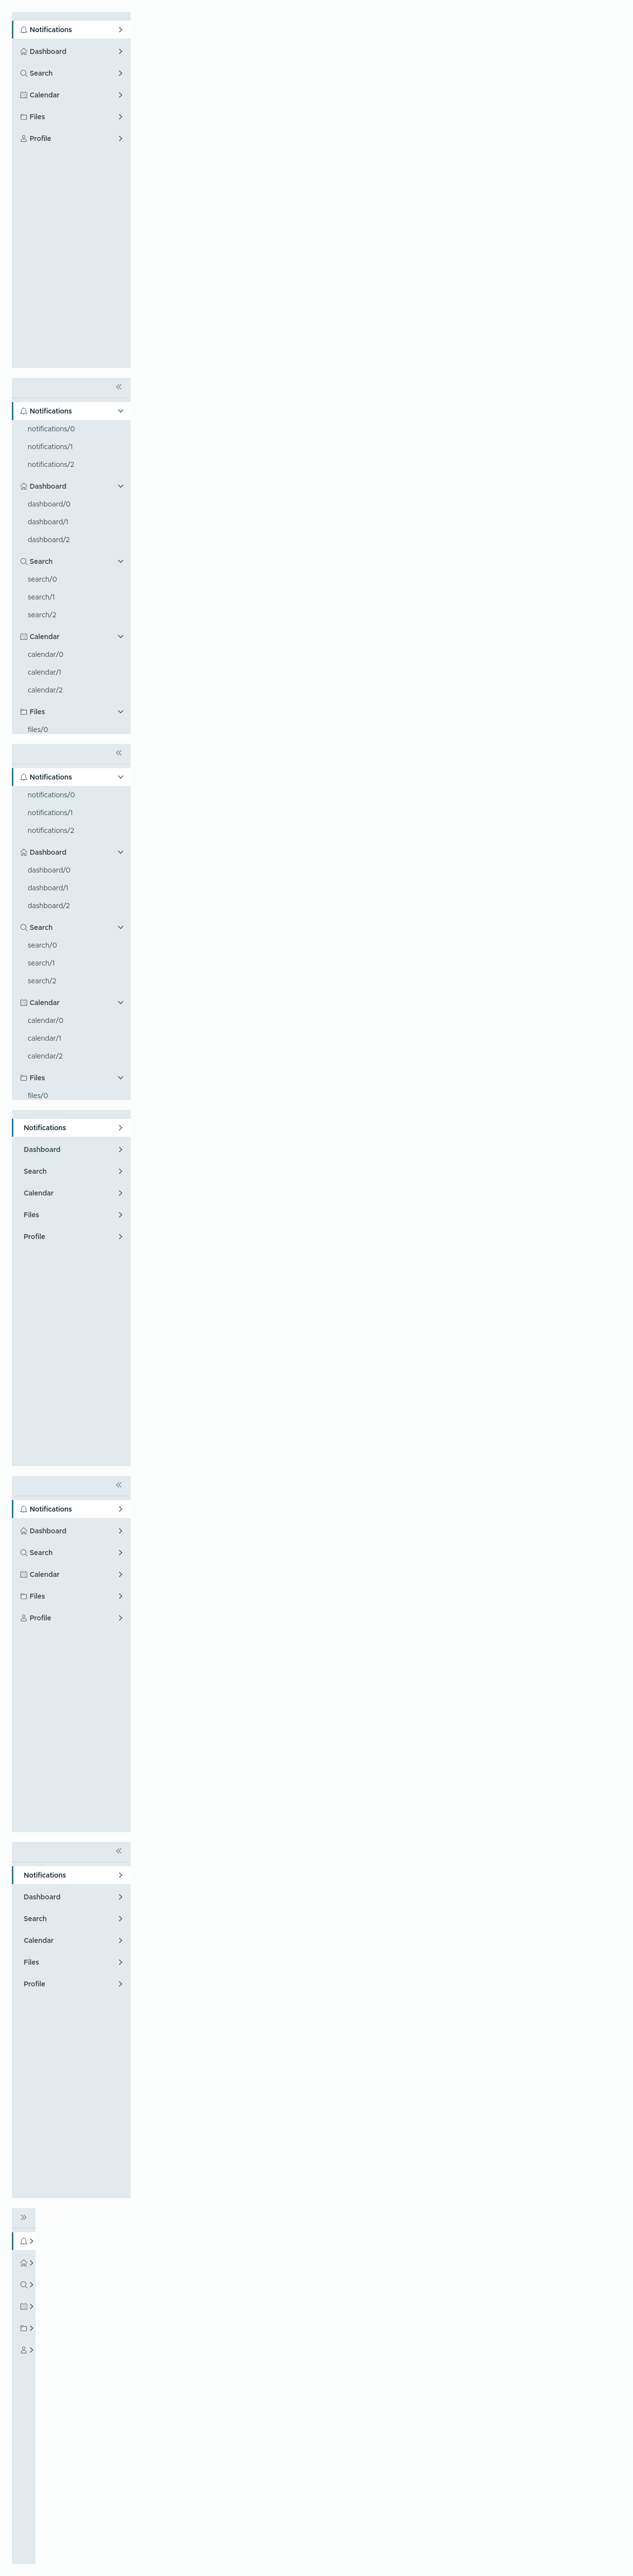 Notifications
Dashboard
Search
Calendar
Files
Profile
Notifications
notifications/0
notifications/1
notifications/2
Dashboard
dashboard/0
dashboard/1
dashboard/2
Search
search/0
search/1
search/2
Calendar
calendar/0
calendar/1
calendar/2
Files
files/0
Notifications
notifications/0
notifications/1
notifications/2
Dashboard
dashboard/0
dashboard/1
dashboard/2
Search
search/0
search/1
search/2
Calendar
calendar/0
calendar/1
calendar/2
Files
files/0
Notifications
Dashboard
Search
Calendar
Files
Profile
Notifications
Dashboard
Search
Calendar
Files
Profile
Notifications
Dashboard
Search
Calendar
Files
Profile